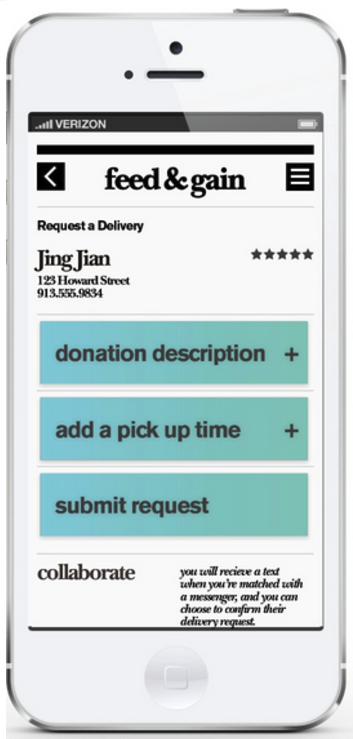 VERIZON
feed & gain
Request a Delivery
Jing Jian
★★★★★
123 Howard Street
913.555.9834
donation description +
add a pick up time +
submit request
collaborate
you will recieve a text
when you're matched with
a messenger, and you can
choose to confirm their
delivery request.